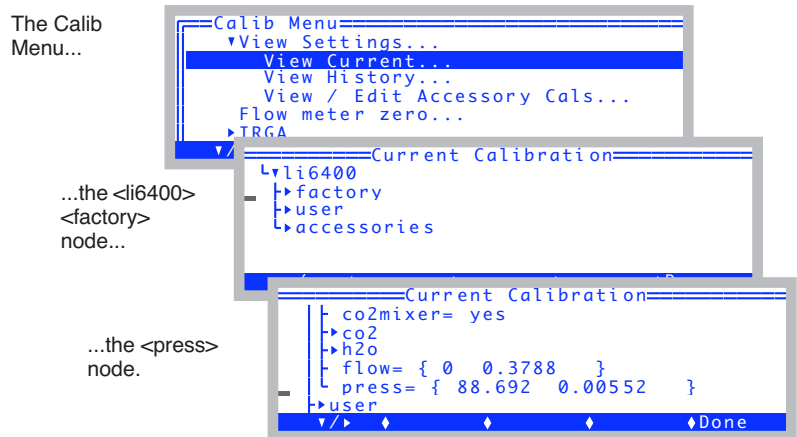 The Calib
Menu...
Calib Menu
▾View Settings...
View Current...
View History...
View / Edit Accessory Cals...
Flow meter zero...
▸IRGA
...the <li6400>
<factory>
node...
Current Calibration
▾li6400
▸factory
▸user
▸accessories
...the <press>
node.
Current Calibration
co2mixer= yes
▸co2
▸h2o
flow= { 0 0.3788 }
press= { 88.692 0.00552 }
▸user
▾/▸ ♦ ♦ ♦ ♦Done